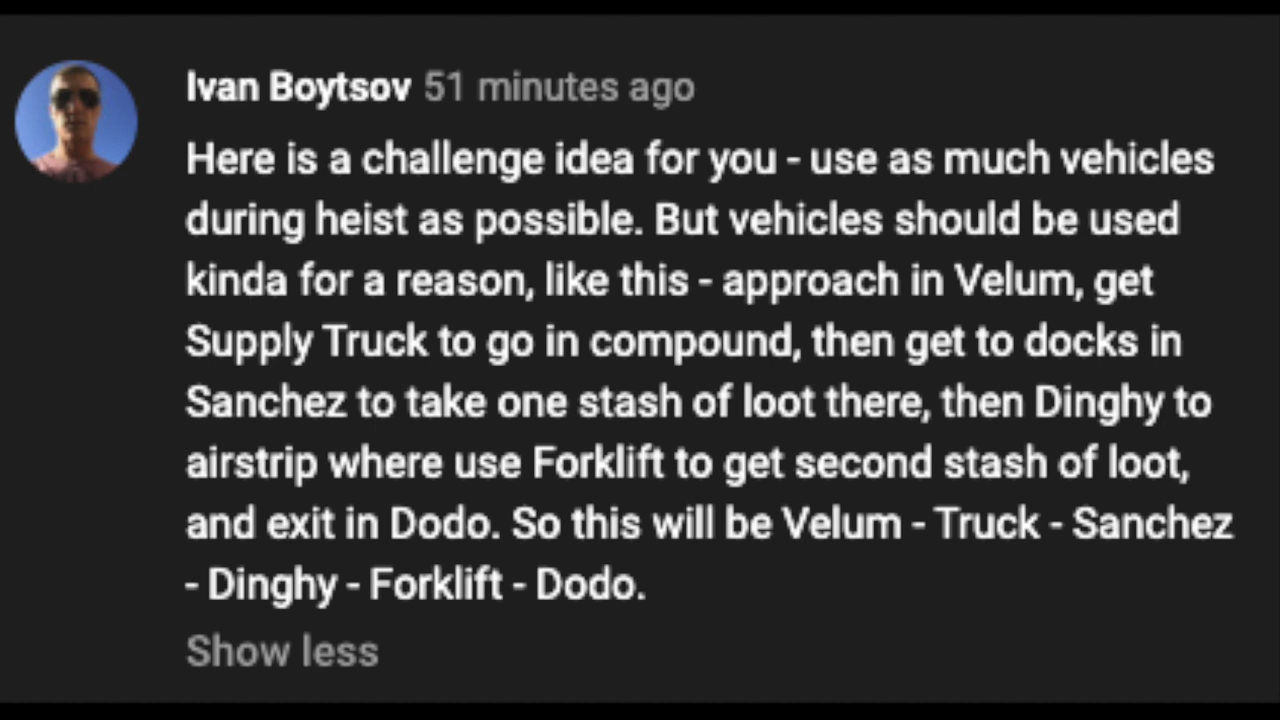 Ivan Boytsov 51 minutes ago
Here is a challenge idea for you - use as much vehicles
during heist as possible. But vehicles should be used
kinda for a reason, like this - approach in Velum, get
Supply Truck to go in compound, then get to docks in
Sanchez to take one stash of loot there, then Dinghy to
airstrip where use Forklift to get second stash of loot,
and exit in Dodo. So this will be Velum - Truck - Sanchez
- Dinghy - Forklift - Dodo.
Show less